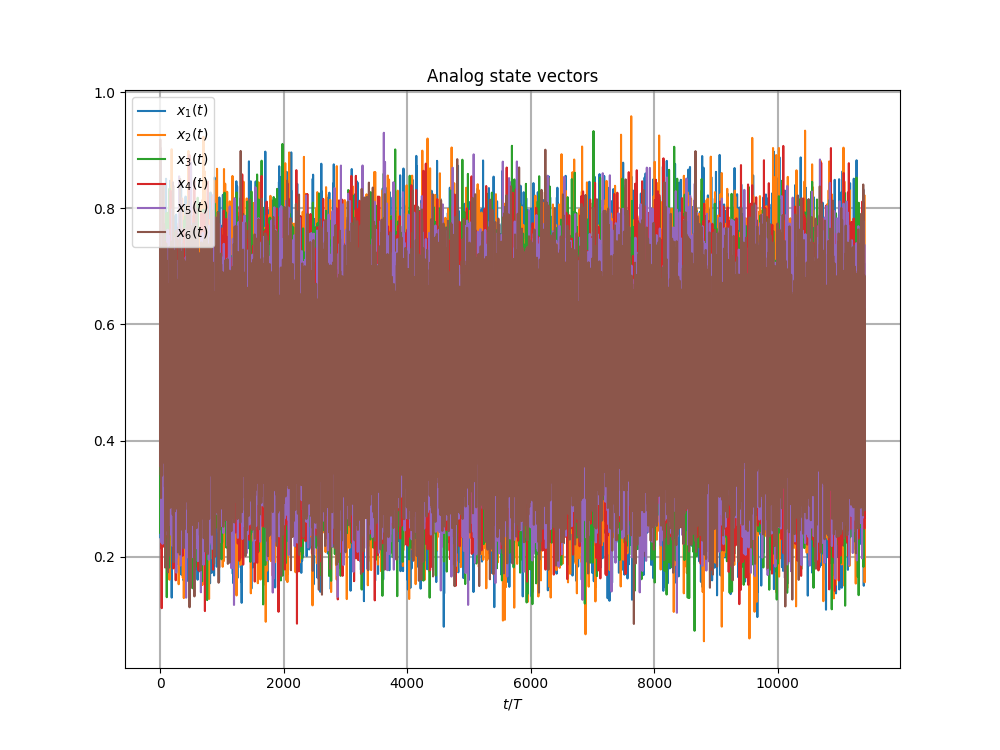 Analog state vectors
1.0
0.8
0.6
0.4
0.2
x₁(t)
x₂(t)
x₃(t)
x₄(t)
x₅(t)
x₆(t)
0 2000 4000 6000 8000 10000
t/T